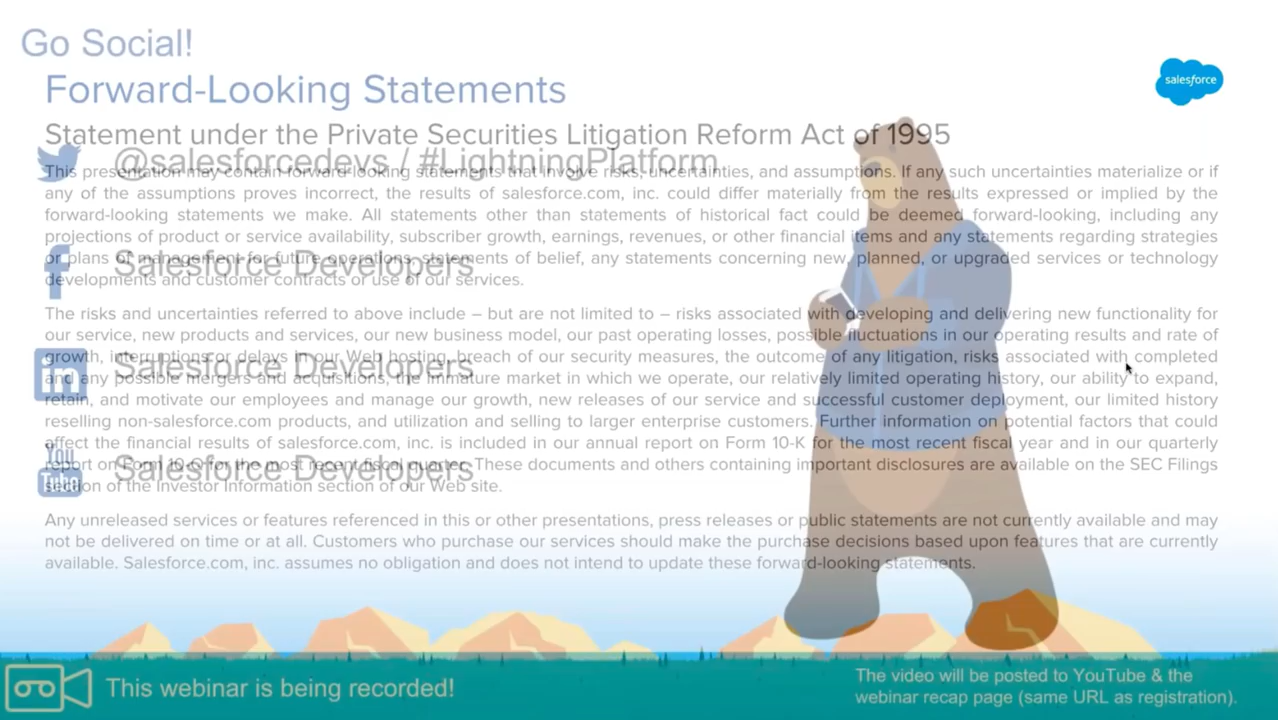 Go Social!
Forward-Looking Statements
salesforce
Statement under the Private Securities Litigation Reform Act of 1995
@salesforcedevs / #LightningPlatform
This presentation may contain forward-looking statements that involve risks, uncertainties, and assumptions. If any such uncertainties materialize or if
any of the assumptions proves incorrect, the results of salesforce.com, inc. could differ materially from the results expressed or implied by the
forward-looking statements we make. All statements other than statements of historical fact could be deemed forward-looking, including any
projections of product or service availability, subscriber growth, earnings, revenues, or other financial items and any statements regarding strategies
or plans of management for future operations, statements of belief, any statements concerning new, planned, or upgraded services or technology
Salesforce Developers
developments and customer contracts or use of our services.
The risks and uncertainties referred to above include – but are not limited to – risks associated with developing and delivering new functionality for
our service, new products and services, our new business model, our past operating losses, possible fluctuations in our operating results and rate of
growth, interruptions or delays in our Web hosting, breach of our security measures, the outcome of any litigation, risks associated with completed
in
Salesforce Developers
and any possible mergers and acquisitions, the immature market in which we operate, our relatively limited operating history, our ability to expand,
retain, and motivate our employees and manage our growth, new releases of our service and successful customer deployment, our limited history
reselling non-salesforce.com products, and utilization and selling to larger enterprise customers. Further information on potential factors that could
affect the financial results of salesforce.com, inc. is included in our annual report on Form 10-K for the most recent fiscal year and in our quarterly
You
Tube
Salesforce Developers
report on Form 10-Q for the most recent fiscal quarter. These documents and others containing important disclosures are available on the SEC Filings
section of the Investor Information section of our Web site.
Any unreleased services or features referenced in this or other presentations, press releases or public statements are not currently available and may
not be delivered on time or at all. Customers who purchase our services should make the purchase decisions based upon features that are currently
available. Salesforce.com, inc. assumes no obligation and does not intend to update these forward-looking statements.
This webinar is being recorded!
The video will be posted to YouTube & the
webinar recap page (same URL as registration).